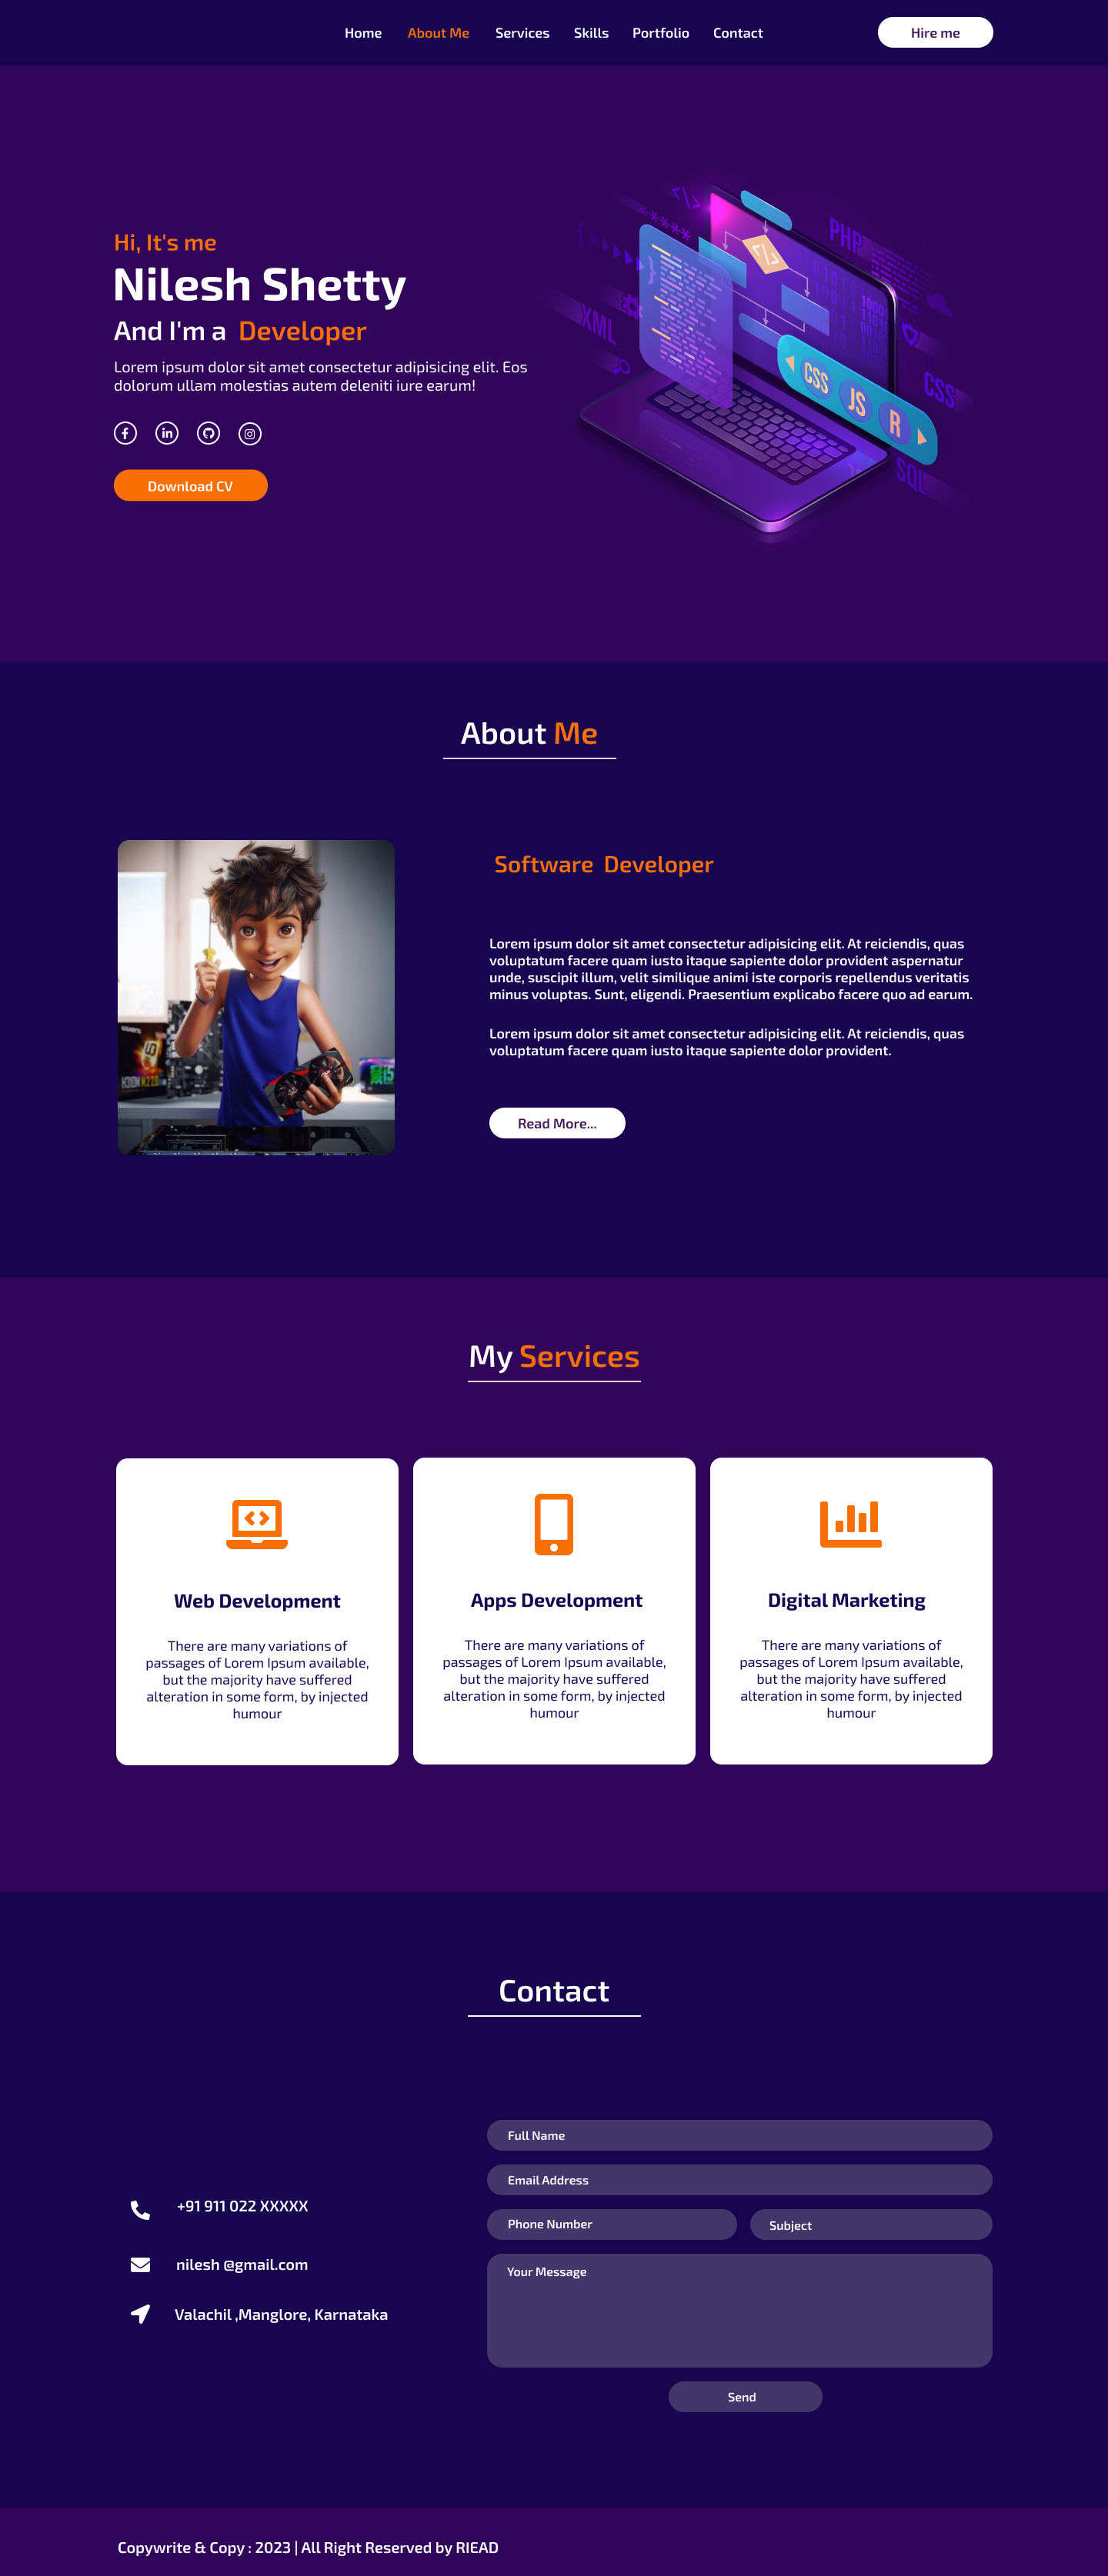 Home About Me Services Skills Portfolio Contact Hire me
Hi, It's me
Nilesh Shetty
And I'm a Developer
Lorem ipsum dolor sit amet consectetur adipisicing elit. Eos
dolorum ullam molestias autem deleniti iure earum!
Download CV
</>
*****
PHP
XML
CSS
JS
R
CSS
SQL
About Me
Software Developer
Lorem ipsum dolor sit amet consectetur adipisicing elit. At reiciendis, quas
voluptatum facere quam iusto itaque sapiente dolor provident aspernatur
unde, suscipit illum, velit similique animi iste corporis repellendus veritatis
minus voluptas. Sunt, eligendi. Praesentium explicabo facere quo ad earum.
Lorem ipsum dolor sit amet consectetur adipisicing elit. At reiciendis, quas
voluptatum facere quam iusto itaque sapiente dolor provident.
Read More...
My Services
Web Development
There are many variations of
passages of Lorem Ipsum available,
but the majority have suffered
alteration in some form, by injected
humour
Apps Development
There are many variations of
passages of Lorem Ipsum available,
but the majority have suffered
alteration in some form, by injected
humour
Digital Marketing
There are many variations of
passages of Lorem Ipsum available,
but the majority have suffered
alteration in some form, by injected
humour
Contact
+91 911 022 XXXXX
nilesh @gmail.com
Valachil ,Manglore, Karnataka
Full Name
Email Address
Phone Number
Subject
Your Message
Send
Copywrite & Copy : 2023 | All Right Reserved by RIEAD